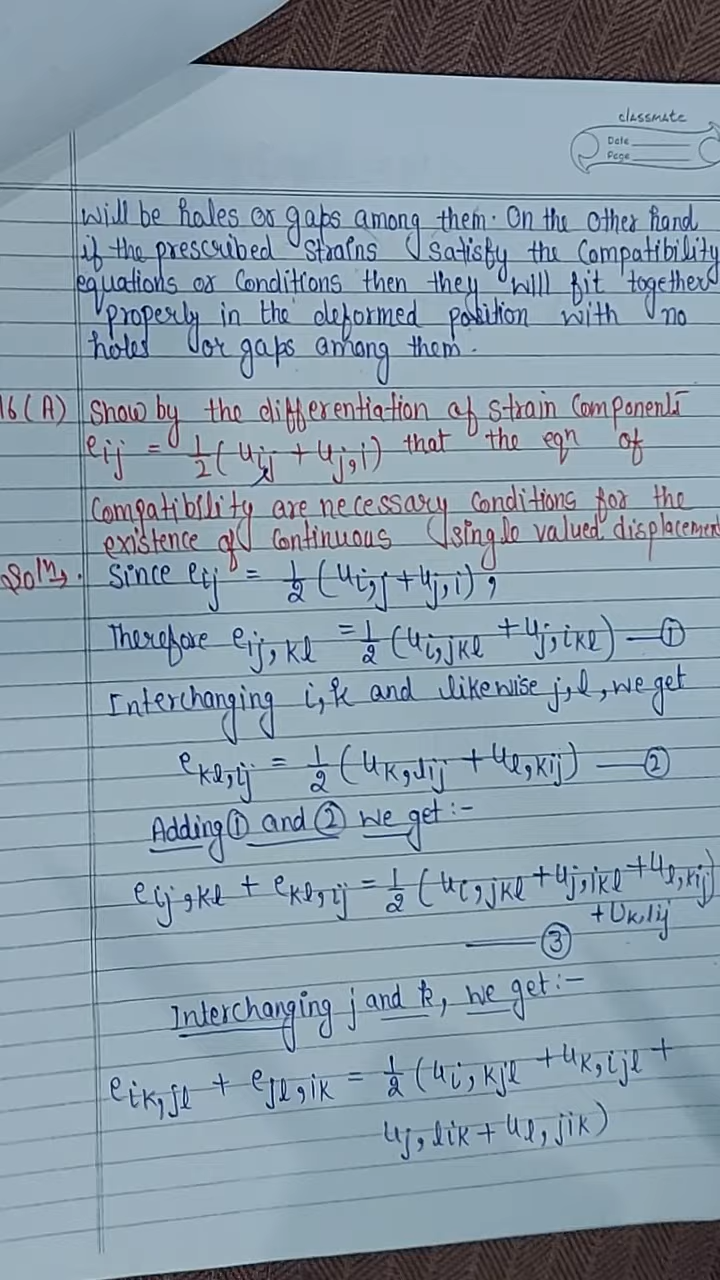 classmate
Date
Page
will be holes or gaps among them. On the other hand
if the prescribed strains satisfy the Compatibility
equations or Conditions then they will fit together
properly in the deformed position with no
holes or gaps among them.
16(A) Show by the differentiation of strain Components
eij = 1/2 (ui,j + uj,i) that the eqn of
Compatibility are necessary conditions for the
existence of continuous single valued displacement
Soln. Since eij = 1/2 (ui,j + uj,i),
Therefore eij,kl = 1/2 (ui,jkl + uj,ikl) — ①
Interchanging i,k and likewise j,l, we get
ekl,ij = 1/2 (uk,lij + ul,kij) — ②
Adding ① and ② we get :-
eij,kl + ekl,ij = 1/2 (ui,jkl + uj,ikl + ul,kij)
+ uk,lij
— ③
Interchanging j and k, we get :-
eik,jl + ejl,ik = 1/2 (ui,kjl + uk,ijl +
uj,lik + ul,jik)